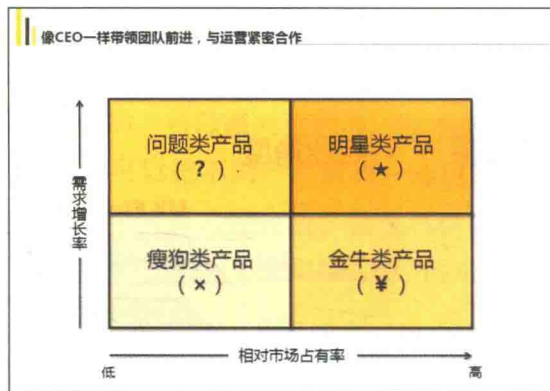 像CEO一样带领团队前进，与运营紧密合作
问题类产品
（?）
明星类产品
（★）
需求增长率
瘦狗类产品
（×）
金牛类产品
（¥）
相对市场占有率
低
高